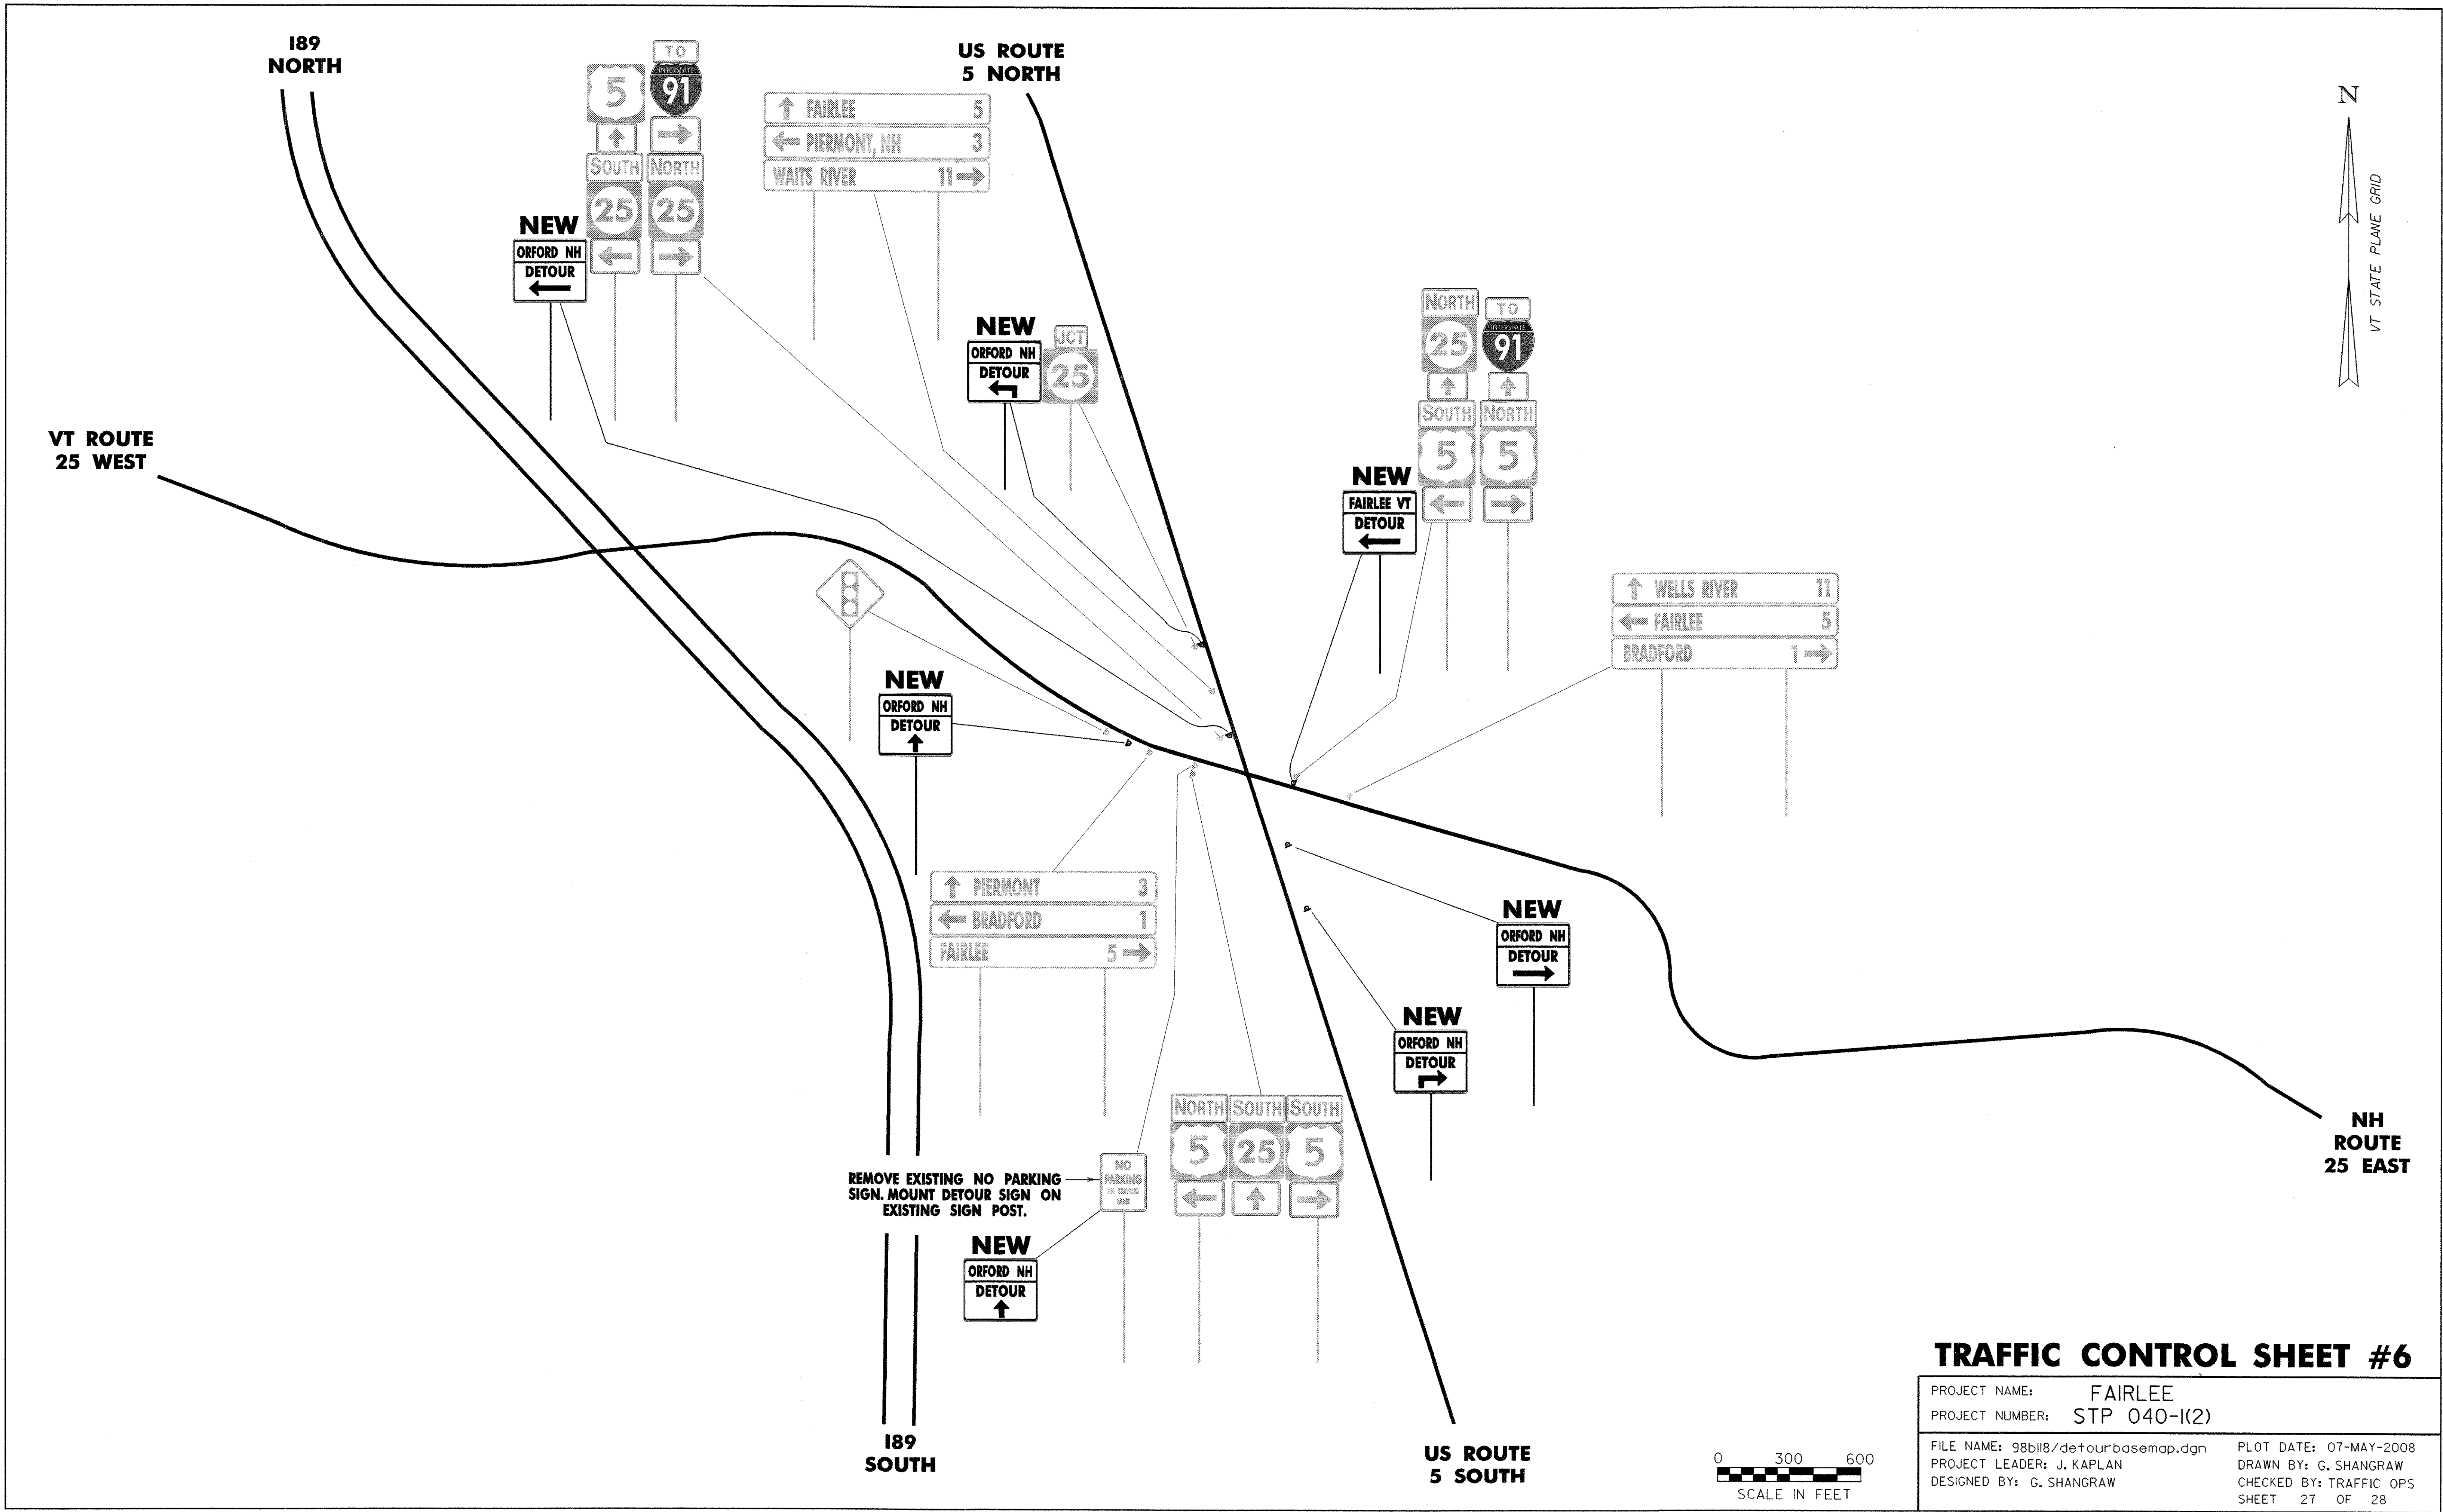 I89
NORTH
TO
INTERSTATE
5
91
SOUTH
NORTH
25
25
NEW
ORFORD NH
DETOUR
FAIRLEE 5
PIERMONT, NH 3
WAITS RIVER 11
US ROUTE
5 NORTH
NEW
ORFORD NH
DETOUR
JCT
25
N
VT STATE PLANE GRID
NORTH
TO
INTERSTATE
25
91
SOUTH
NORTH
5
5
NEW
FAIRLEE VT
DETOUR
VT ROUTE
25 WEST
WELLS RIVER 11
FAIRLEE 5
BRADFORD 1
NEW
ORFORD NH
DETOUR
PIERMONT 3
BRADFORD 1
FAIRLEE 5
NEW
ORFORD NH
DETOUR
NEW
ORFORD NH
DETOUR
NORTH
SOUTH
SOUTH
5
25
5
REMOVE EXISTING NO PARKING
SIGN. MOUNT DETOUR SIGN ON
EXISTING SIGN POST.
NO
PARKING
LANE
NEW
ORFORD NH
DETOUR
NH
ROUTE
25 EAST
I89
SOUTH
US ROUTE
5 SOUTH
0 300 600
SCALE IN FEET
TRAFFIC CONTROL SHEET #6
PROJECT NAME: FAIRLEE
PROJECT NUMBER: STP 040-1(2)
FILE NAME: 98b118/detourbasemap.dgn
PROJECT LEADER: J. KAPLAN
DESIGNED BY: G. SHANGRAW
PLOT DATE: 07-MAY-2008
DRAWN BY: G. SHANGRAW
CHECKED BY: TRAFFIC OPS
SHEET 27 OF 28